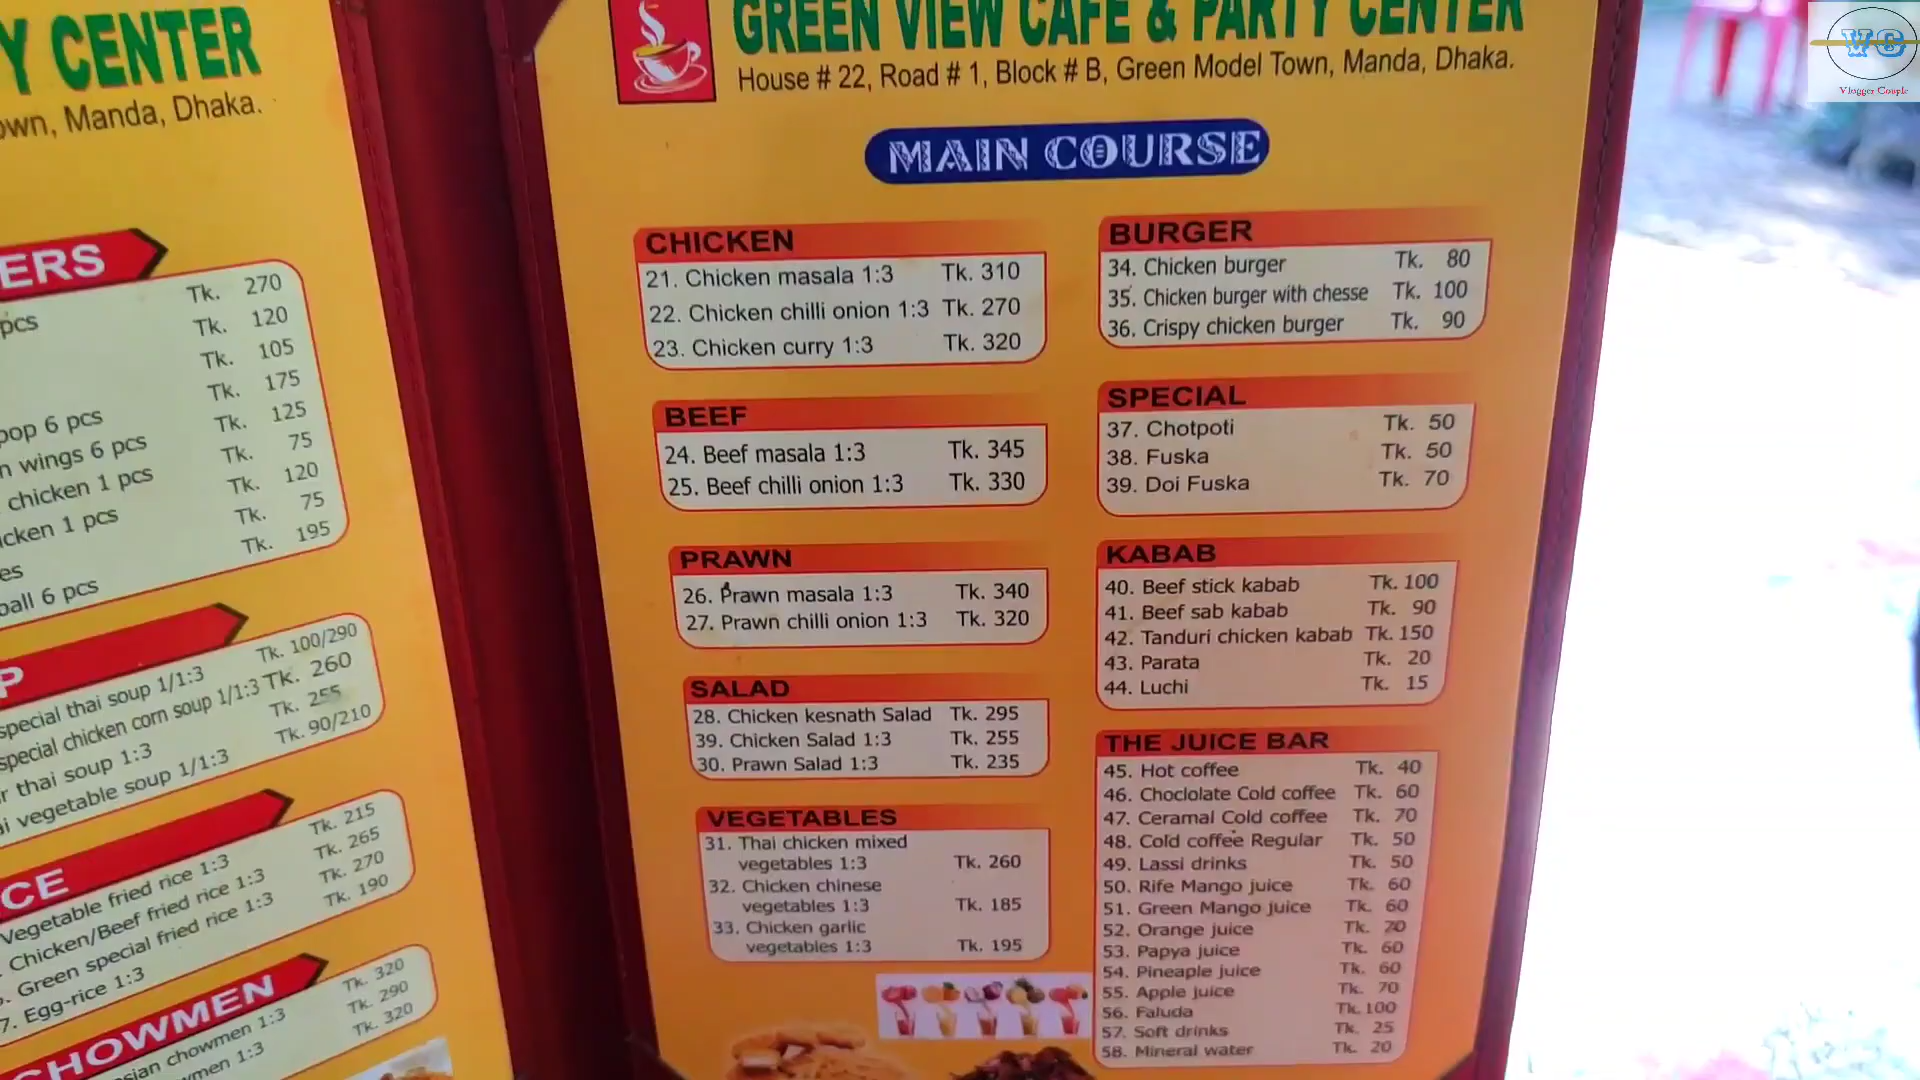 Y CENTER
own, Manda, Dhaka.
ERS
Tk. 270
pcs Tk. 120
Tk. 105
Tk. 175
pop 6 pcs Tk. 125
n wings 6 pcs Tk. 75
chicken 1 pcs Tk. 120
icken 1 pcs Tk. 75
es Tk. 195
ball 6 pcs
P
special thai soup 1/1:3 Tk. 100/290
special chicken corn soup 1/1:3 Tk. 260
r thai soup 1:3 Tk. 255
ai vegetable soup 1/1:3 Tk. 90/210
CE
Vegetable fried rice 1:3 Tk. 215
Chicken/Beef fried rice 1:3 Tk. 265
. Green special fried rice 1:3 Tk. 270
7. Egg-rice 1:3 Tk. 190
CHOWMEN
sian chowmen 1:3 Tk. 320
wmen 1:3 Tk. 290
Tk. 320
GREEN VIEW CAFE & PARTY CENTER
House # 22, Road # 1, Block # B, Green Model Town, Manda, Dhaka.
MAIN COURSE
CHICKEN
21. Chicken masala 1:3 Tk. 310
22. Chicken chilli onion 1:3 Tk. 270
23. Chicken curry 1:3 Tk. 320
BEEF
24. Beef masala 1:3 Tk. 345
25. Beef chilli onion 1:3 Tk. 330
PRAWN
26. Prawn masala 1:3 Tk. 340
27. Prawn chilli onion 1:3 Tk. 320
SALAD
28. Chicken kesnath Salad Tk. 295
39. Chicken Salad 1:3 Tk. 255
30. Prawn Salad 1:3 Tk. 235
VEGETABLES
31. Thai chicken mixed
vegetables 1:3 Tk. 260
32. Chicken chinese
vegetables 1:3 Tk. 185
33. Chicken garlic
vegetables 1:3 Tk. 195
BURGER
34. Chicken burger Tk. 80
35. Chicken burger with chesse Tk. 100
36. Crispy chicken burger Tk. 90
SPECIAL
37. Chotpoti Tk. 50
38. Fuska Tk. 50
39. Doi Fuska Tk. 70
KABAB
40. Beef stick kabab Tk. 100
41. Beef sab kabab Tk. 90
42. Tanduri chicken kabab Tk. 150
43. Parata Tk. 20
44. Luchi Tk. 15
THE JUICE BAR
45. Hot coffee Tk. 40
46. Choclolate Cold coffee Tk. 60
47. Ceramal Cold coffee Tk. 70
48. Cold coffee Regular Tk. 50
49. Lassi drinks Tk. 50
50. Rife Mango juice Tk. 60
51. Green Mango juice Tk. 60
52. Orange juice Tk. 70
53. Papya juice Tk. 60
54. Pineaple juice Tk. 60
55. Apple juice Tk. 70
56. Faluda Tk. 100
57. Soft drinks Tk. 25
58. Mineral water Tk. 20
VC
Vlogger Couple